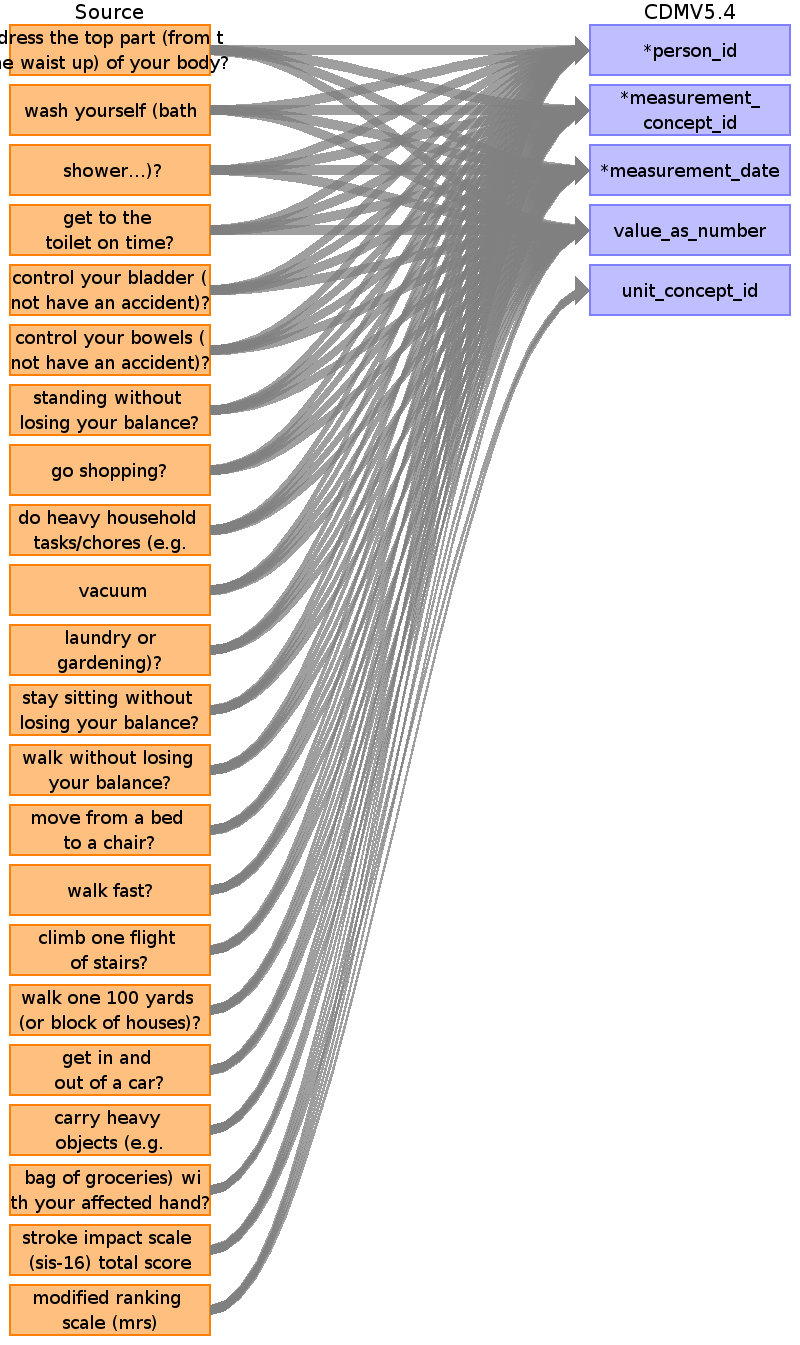 Source
CDMV5.4
dress the top part (from t
he waist up) of your body?
wash yourself (bath
shower...)?
get to the
toilet on time?
control your bladder (
not have an accident)?
control your bowels (
not have an accident)?
standing without
losing your balance?
go shopping?
do heavy household
tasks/chores (e.g.
vacuum
laundry or
gardening)?
stay sitting without
losing your balance?
walk without losing
your balance?
move from a bed
to a chair?
walk fast?
climb one flight
of stairs?
walk one 100 yards
(or block of houses)?
get in and
out of a car?
carry heavy
objects (e.g.
bag of groceries) wi
th your affected hand?
stroke impact scale
(sis-16) total score
modified ranking
scale (mrs)
*person_id
*measurement_
concept_id
*measurement_date
value_as_number
unit_concept_id